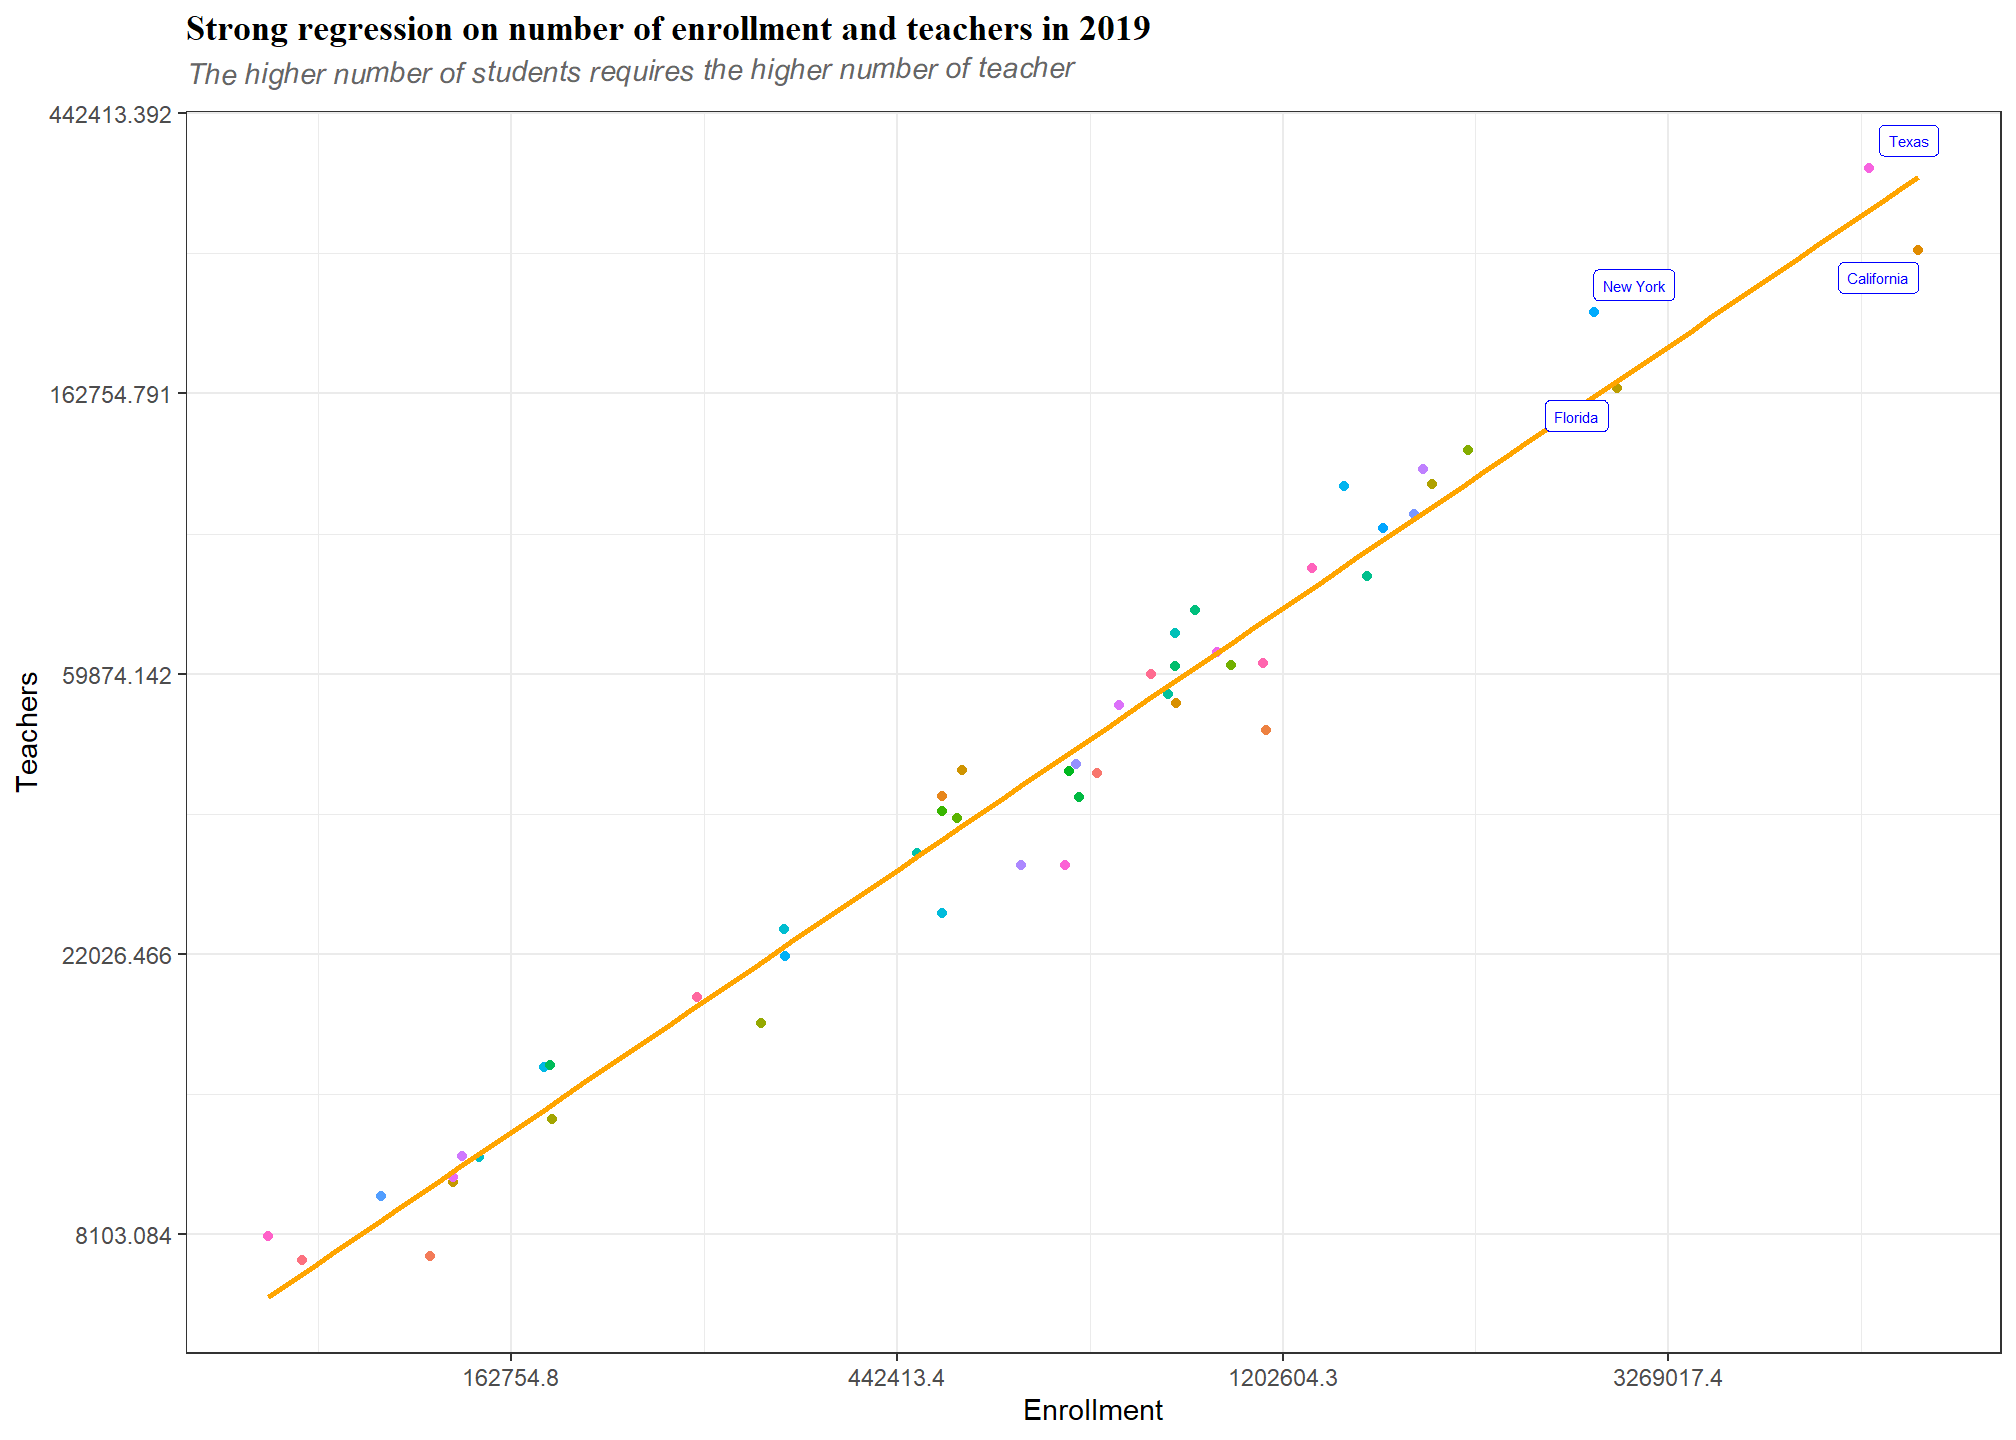 Strong regression on number of enrollment and teachers in 2019
The higher number of students requires the higher number of teacher
442413.392
Texas
California
New York
162754.791
Florida
59874.142
Teachers
22026.466
8103.084
162754.8
442413.4
1202604.3
3269017.4
Enrollment